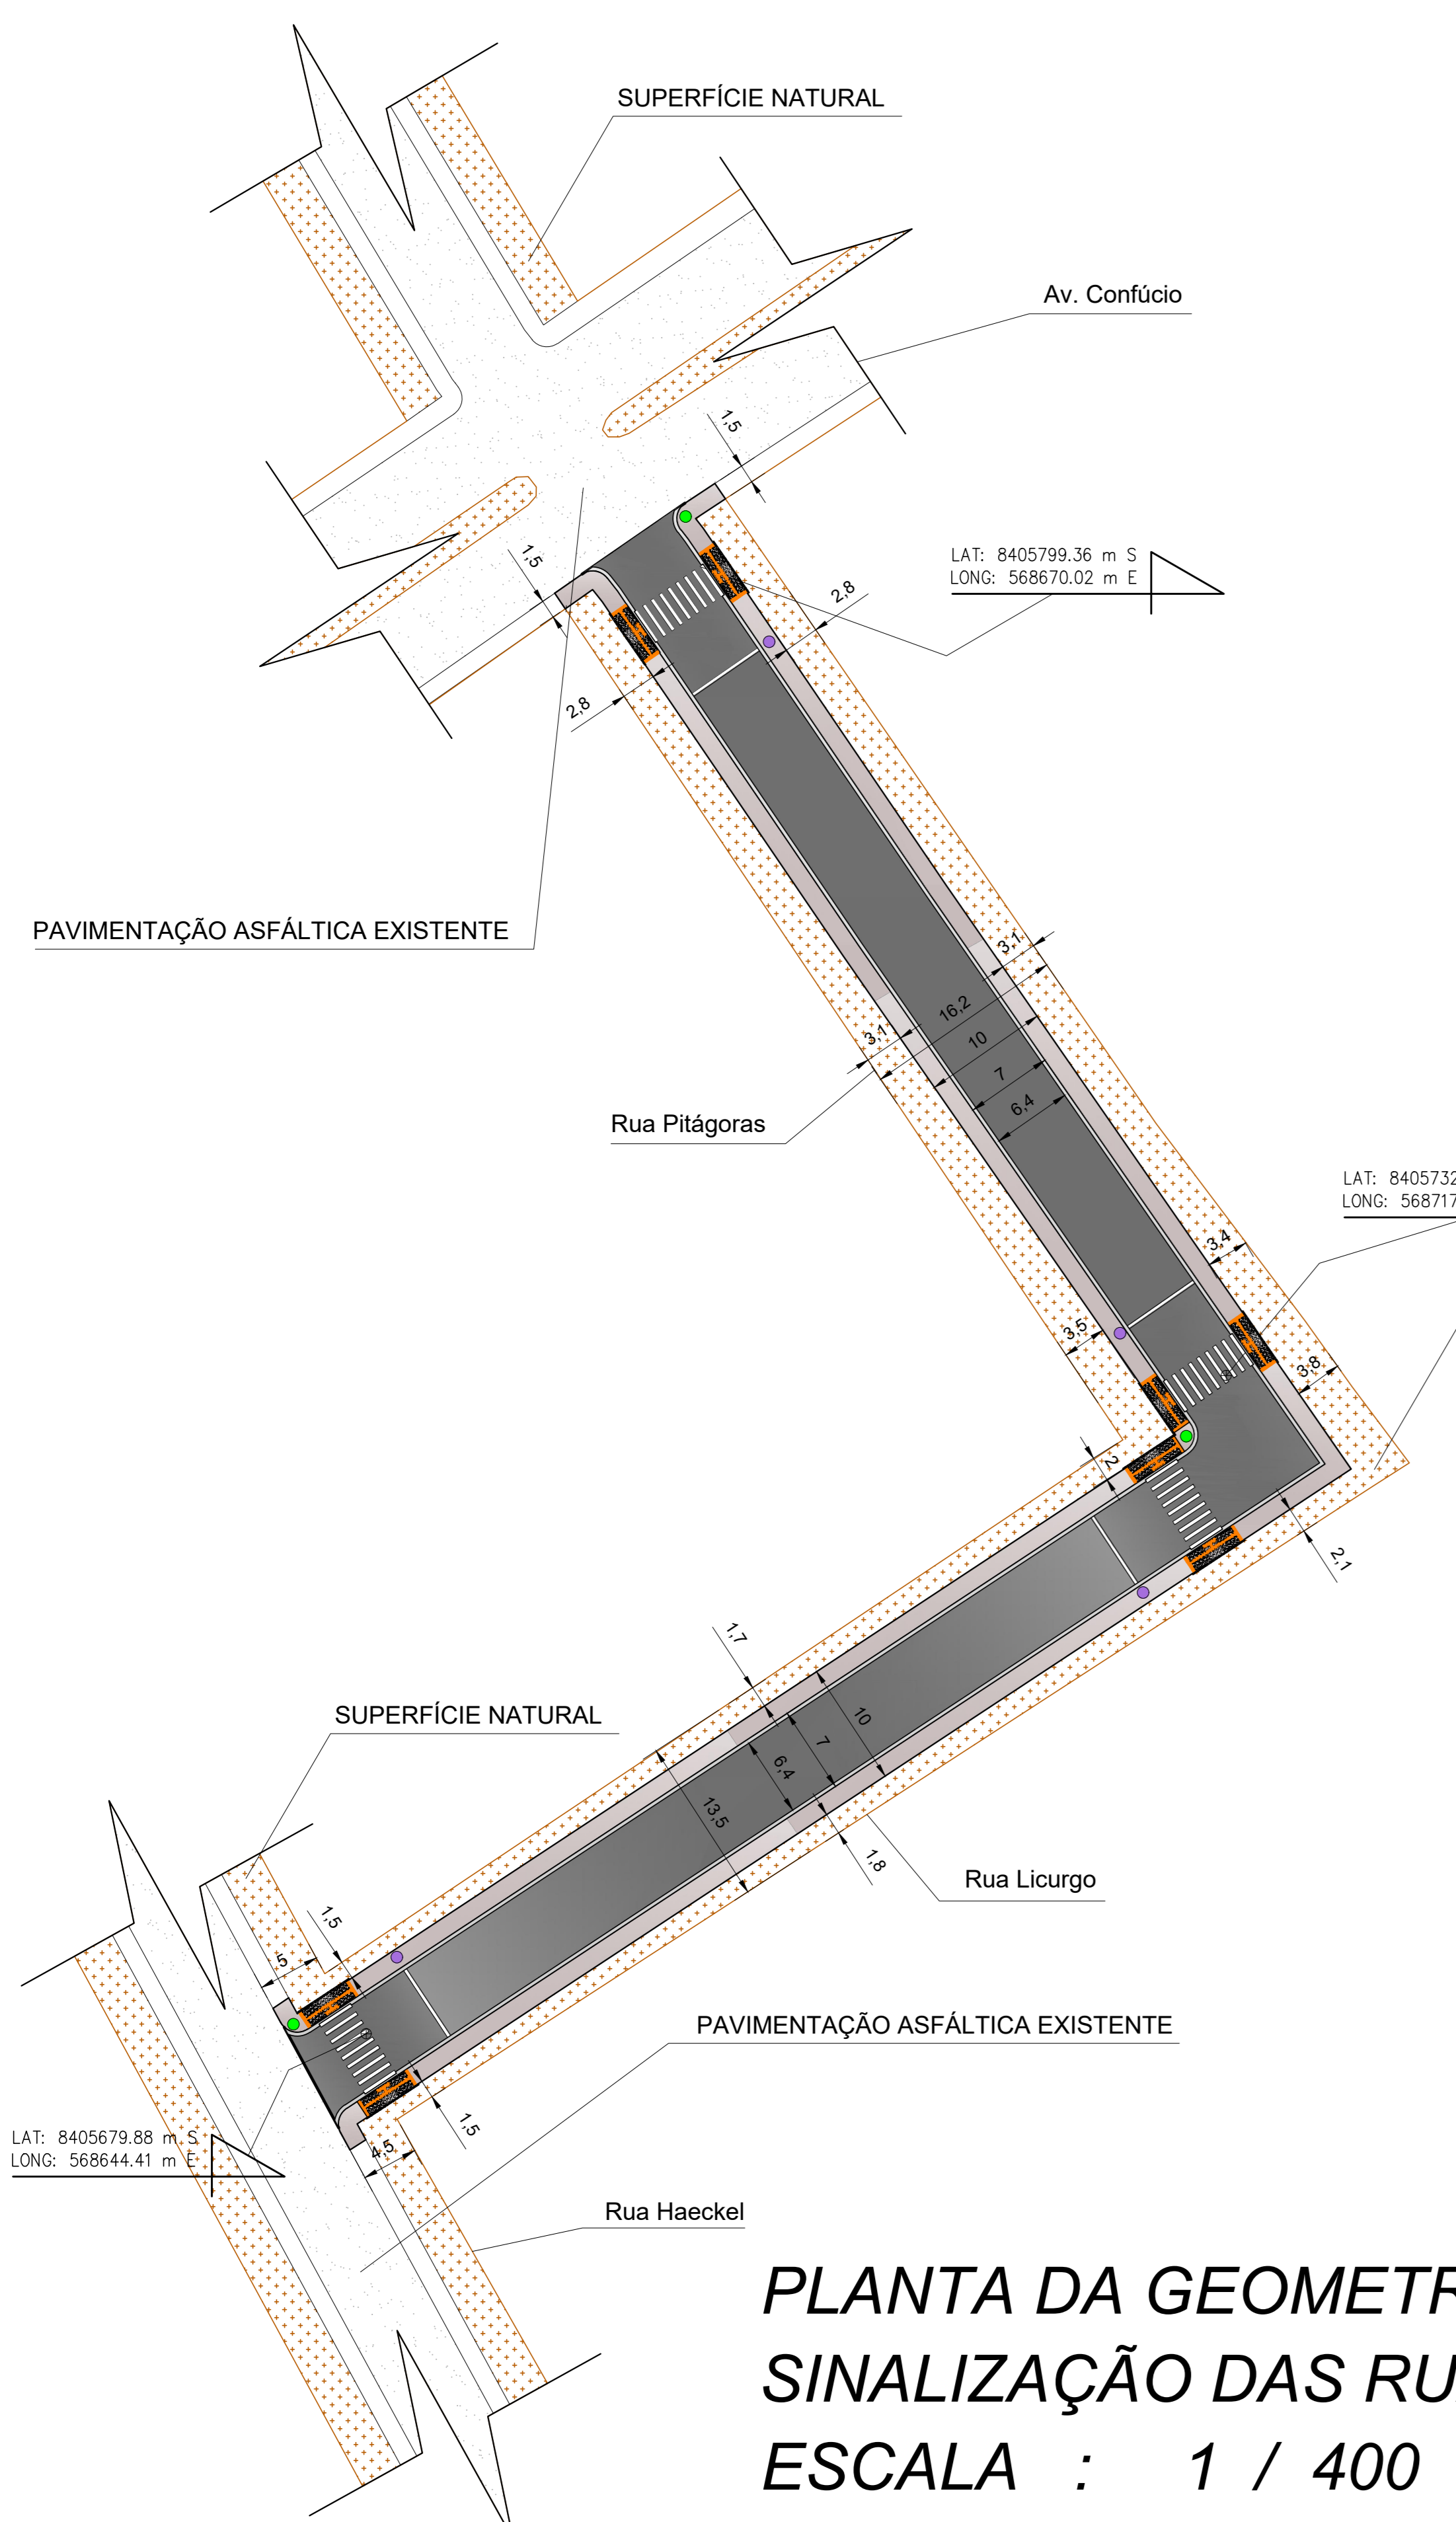 SUPERFÍCIE NATURAL
Av. Confúcio
1,5
1,5
LAT: 8405799.36 m S
LONG: 568670.02 m E
2,8
2,8
PAVIMENTAÇÃO ASFÁLTICA EXISTENTE
3,1
16,2
3,1
10
7
6,4
Rua Pitágoras
LAT: 8405732
LONG: 568717
3,4
3,5
3,8
2
2,1
1,7
SUPERFÍCIE NATURAL
10
7
6,4
13,5
1,8
Rua Licurgo
1,5
5
PAVIMENTAÇÃO ASFÁLTICA EXISTENTE
1,5
LAT: 8405679.88 m S
LONG: 568644.41 m E
4,5
Rua Haeckel
PLANTA DA GEOMETR
SINALIZAÇÃO DAS RU
ESCALA : 1 / 400